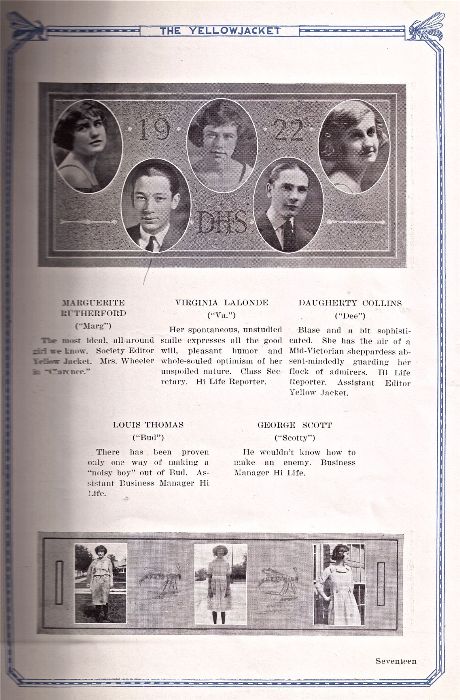 THE YELLOWJACKET
19 22
DHS
MARGUERITE
RUTHERFORD
("Marg")
The most ideal, all-around
girl we know. Society Editor
Yellow Jacket. Mrs. Wheeler
in "Clarence."
VIRGINIA LALONDE
("Va.")
Her spontaneous, unstudied
smile expresses all the good
will, pleasant humor and
whole-souled optimism of her
unspoiled nature. Class Sec-
retary. Hi Life Reporter.
DAUGHERTY COLLINS
("Dee")
Blase and a bit sophisti-
cated. She has the air of a
Mid-Victorian sheppardess ab-
sent-mindedly guarding her
flock of admirers. Hi Life
Reporter. Assistant Editor
Yellow Jacket.
LOUIS THOMAS
("Bud")
There has been proven
only one way of making a
"noisy boy" out of Bud. As-
sistant Business Manager Hi
Life.
GEORGE SCOTT
("Scotty")
He wouldn't know how to
make an enemy. Business
Manager Hi Life.
Seventeen